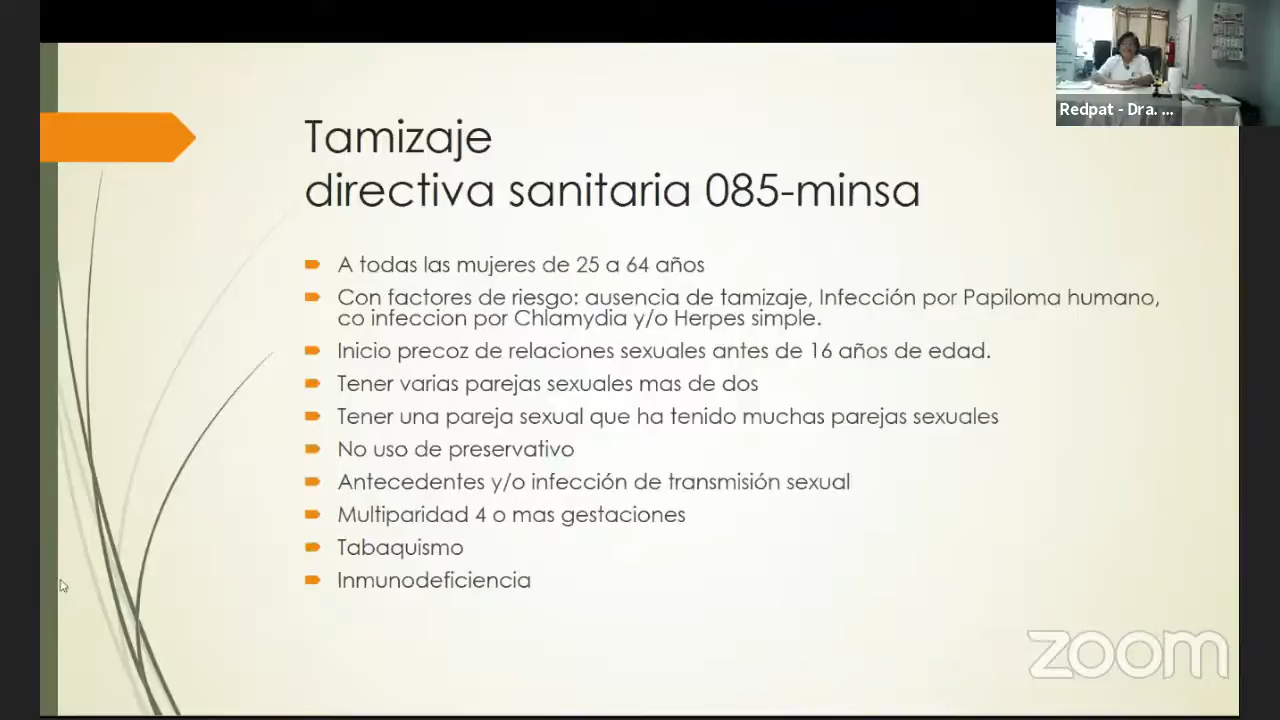 Redpat - Dra. ...
Tamizaje
directiva sanitaria 085-minsa
A todas las mujeres de 25 a 64 años
Con factores de riesgo: ausencia de tamizaje, Infección por Papiloma humano,
co infeccion por Chlamydia y/o Herpes simple.
Inicio precoz de relaciones sexuales antes de 16 años de edad.
Tener varias parejas sexuales mas de dos
Tener una pareja sexual que ha tenido muchas parejas sexuales
No uso de preservativo
Antecedentes y/o infección de transmisión sexual
Multiparidad 4 o mas gestaciones
Tabaquismo
Inmunodeficiencia
zoom